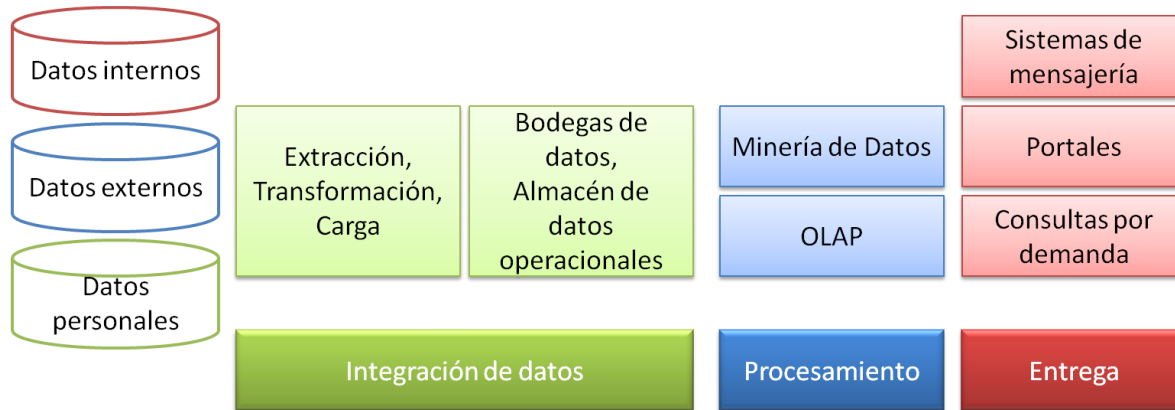 Datos internos
Datos externos
Datos
personales
Extracción,
Transformación,
Carga
Bodegas de
datos,
Almacén de
datos
operacionales
Integración de datos
Minería de Datos
OLAP
Procesamiento
Sistemas de
mensajería
Portales
Consultas por
demanda
Entrega